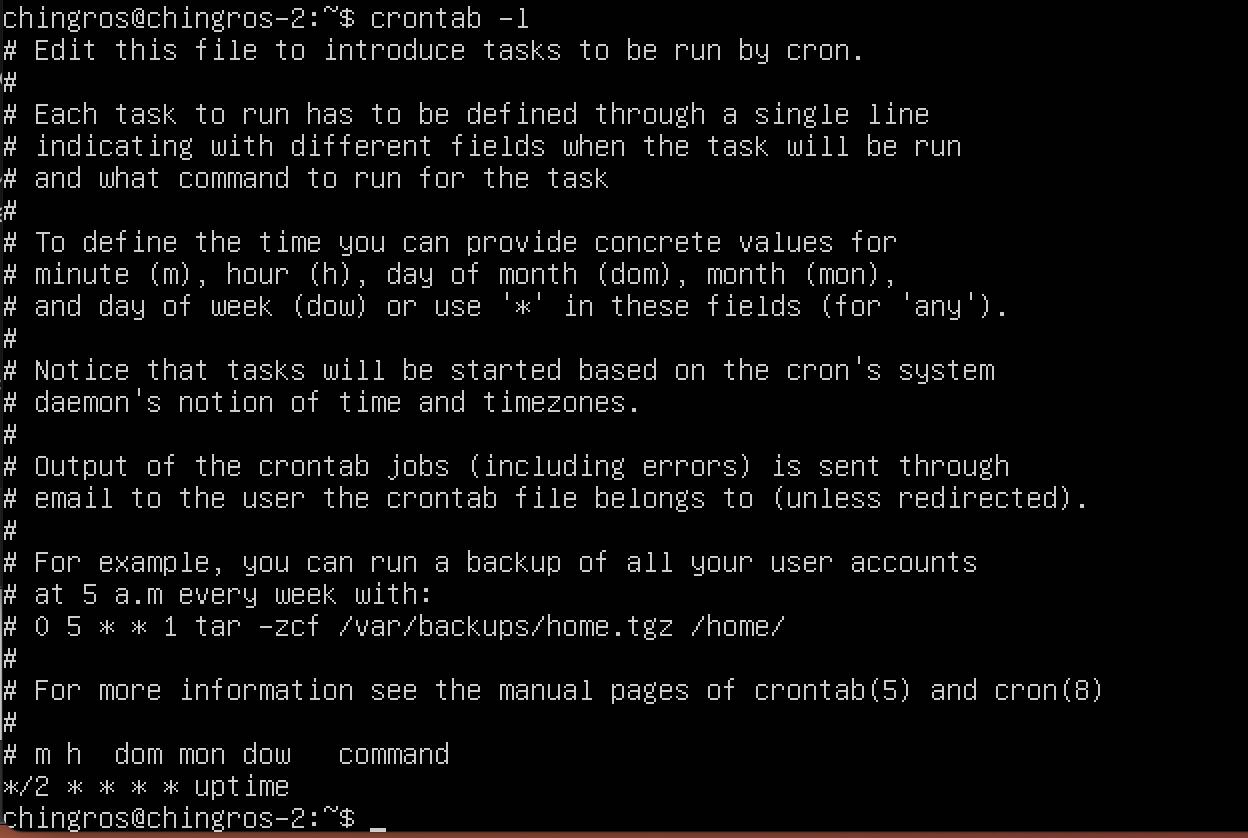 chingros@chingros-2:~$ crontab -l
# Edit this file to introduce tasks to be run by cron.
#
# Each task to run has to be defined through a single line
# indicating with different fields when the task will be run
# and what command to run for the task
#
# To define the time you can provide concrete values for
# minute (m), hour (h), day of month (dom), month (mon),
# and day of week (dow) or use '*' in these fields (for 'any').
#
# Notice that tasks will be started based on the cron's system
# daemon's notion of time and timezones.
#
# Output of the crontab jobs (including errors) is sent through
# email to the user the crontab file belongs to (unless redirected).
#
# For example, you can run a backup of all your user accounts
# at 5 a.m every week with:
# 0 5 * * 1 tar -zcf /var/backups/home.tgz /home/
#
# For more information see the manual pages of crontab(5) and cron(8)
#
# m h  dom mon dow   command
*/2 * * * * uptime
chingros@chingros-2:~$ _